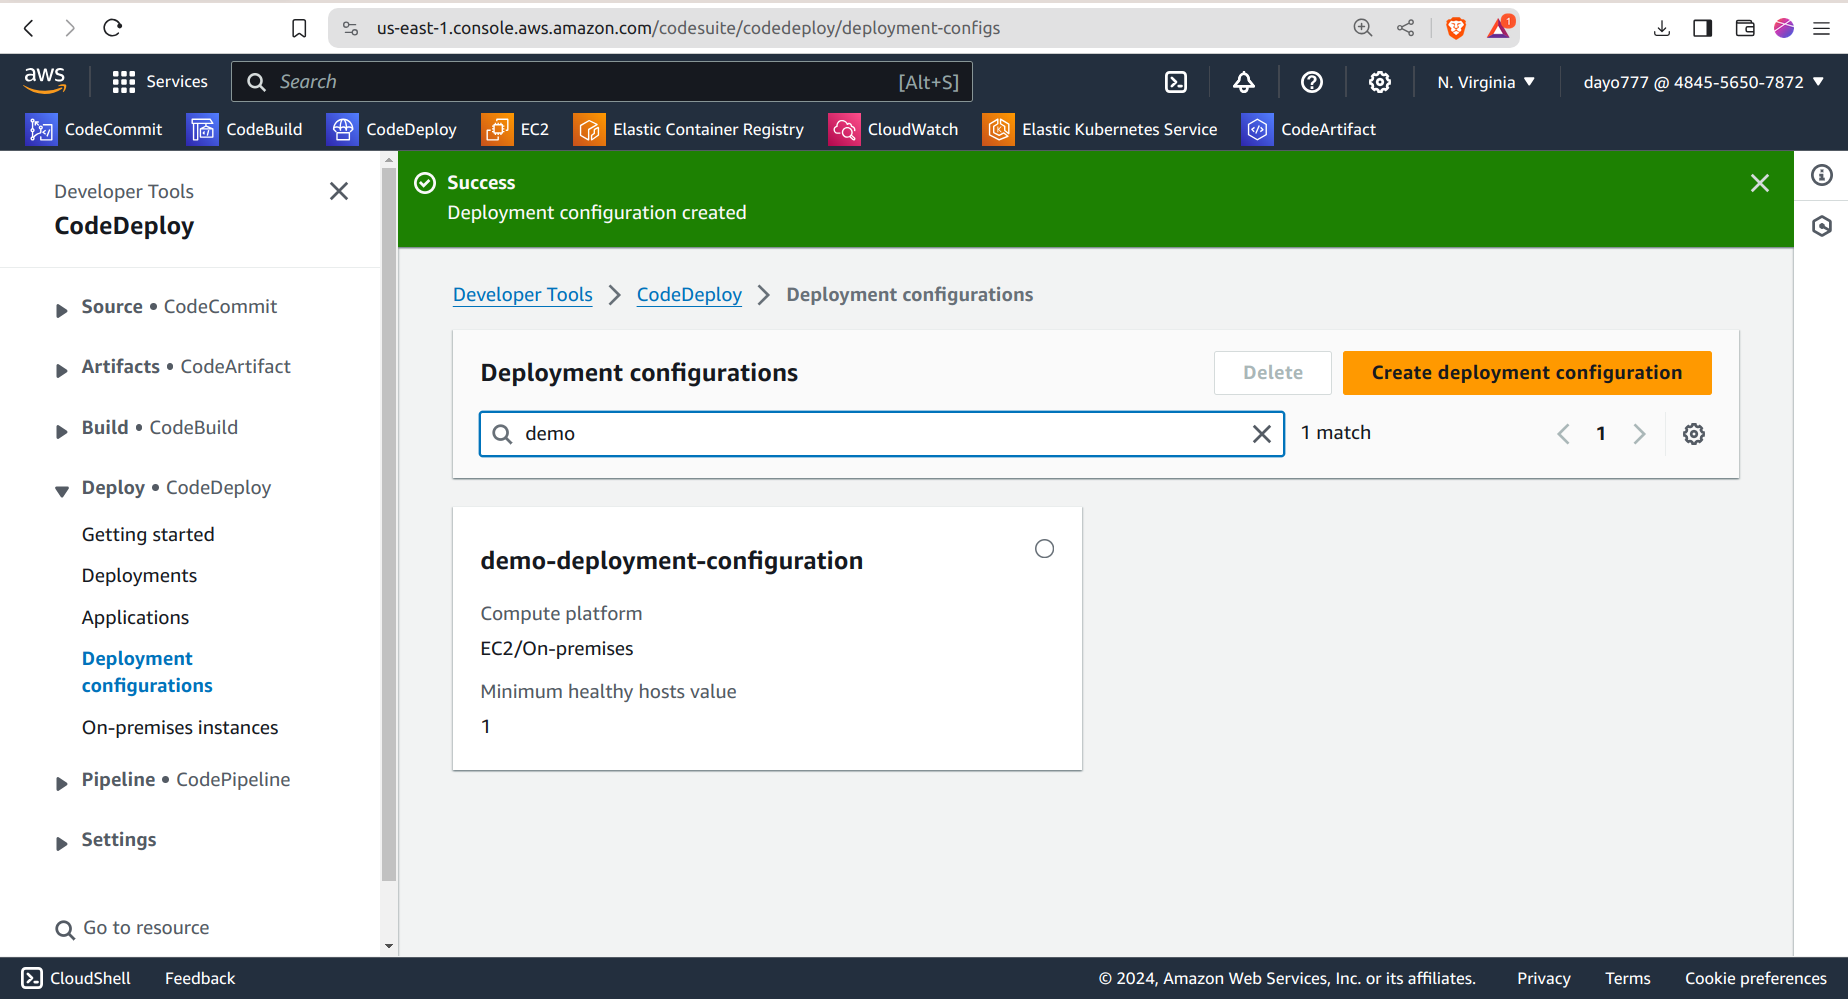 us-east-1.console.aws.amazon.com/codesuite/codedeploy/deployment-configs
1
aws
Services
Search
[Alt+S]
N. Virginia
dayo777 @ 4845-5650-7872
CodeCommit
CodeBuild
CodeDeploy
EC2
Elastic Container Registry
CloudWatch
Elastic Kubernetes Service
CodeArtifact
Developer Tools
CodeDeploy
Source • CodeCommit
Artifacts • CodeArtifact
Build • CodeBuild
Deploy • CodeDeploy
Getting started
Deployments
Applications
Deployment
configurations
On-premises instances
Pipeline • CodePipeline
Settings
Go to resource
Success
Deployment configuration created
Developer Tools
CodeDeploy
Deployment configurations
Deployment configurations
Delete
Create deployment configuration
demo
1 match
1
demo-deployment-configuration
Compute platform
EC2/On-premises
Minimum healthy hosts value
1
CloudShell
Feedback
© 2024, Amazon Web Services, Inc. or its affiliates.
Privacy
Terms
Cookie preferences